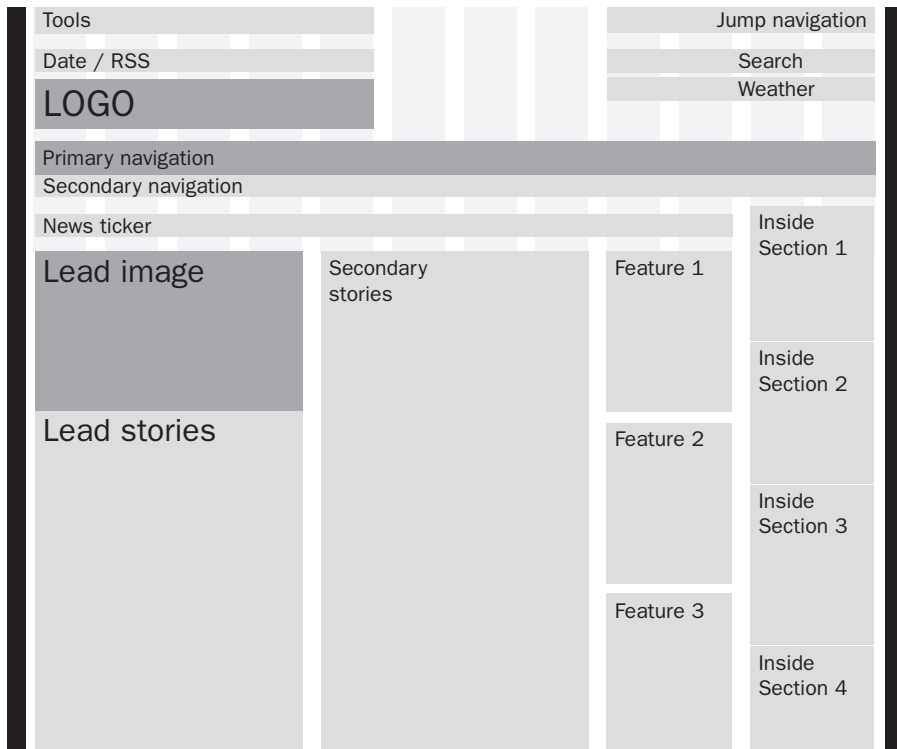 Tools
Jump navigation
Date / RSS
Search
LOGO
Weather
Primary navigation
Secondary navigation
News ticker
Lead image
Lead stories
Secondary
stories
Feature 1
Feature 2
Feature 3
Inside
Section 1
Inside
Section 2
Inside
Section 3
Inside
Section 4